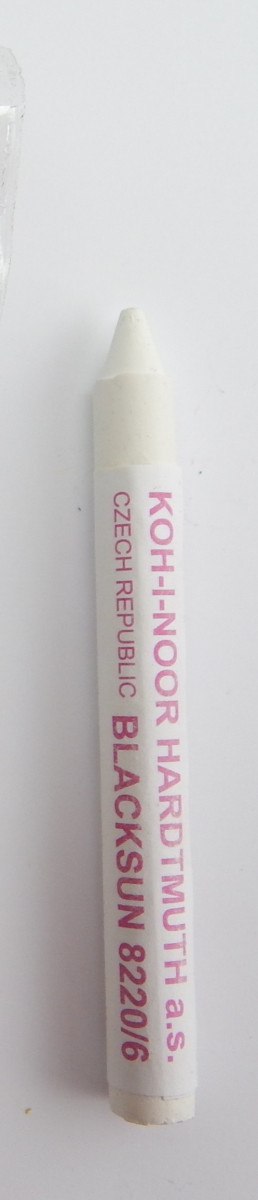 KOH-I-NOOR HARDTMUTH a.s.
CZECH REPUBLIC BLACKSUN 8220/6